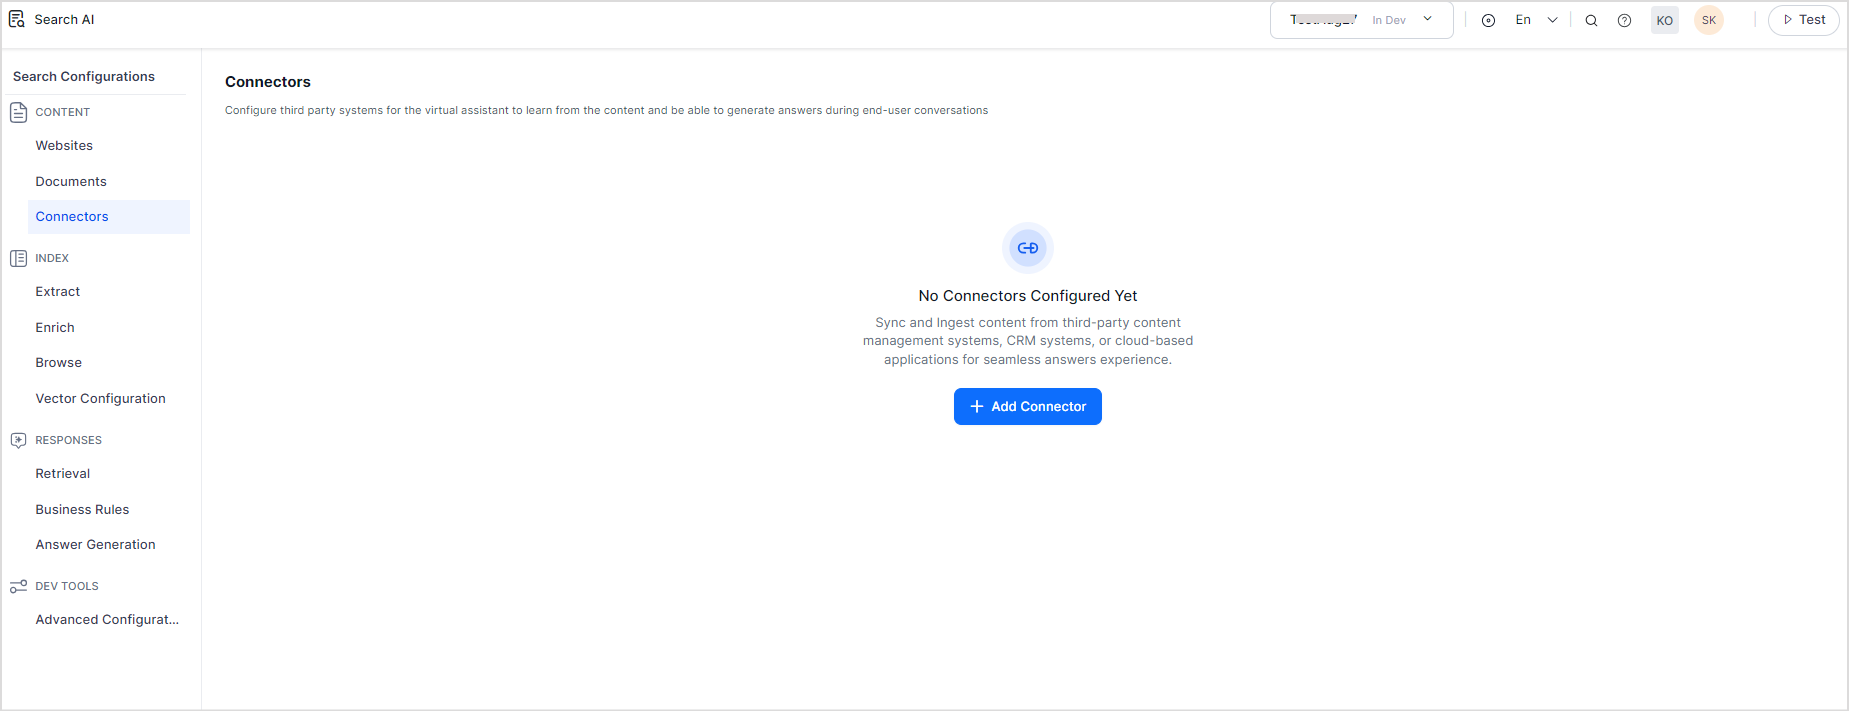 Search AI
In Dev
En
KO
SK
Test
Search Configurations
CONTENT
Websites
Documents
Connectors
INDEX
Extract
Enrich
Browse
Vector Configuration
RESPONSES
Retrieval
Business Rules
Answer Generation
DEV TOOLS
Advanced Configurat...
Connectors
Configure third party systems for the virtual assistant to learn from the content and be able to generate answers during end-user conversations
No Connectors Configured Yet
Sync and Ingest content from third-party content
management systems, CRM systems, or cloud-based
applications for seamless answers experience.
Add Connector